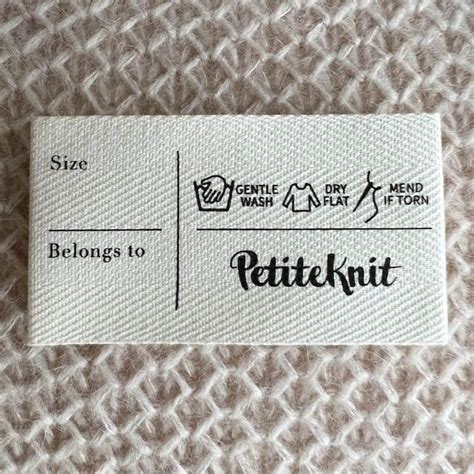 Size
Belongs to
GENTLE WASH
DRY FLAT
MEND IF TORN
PetiteKnit